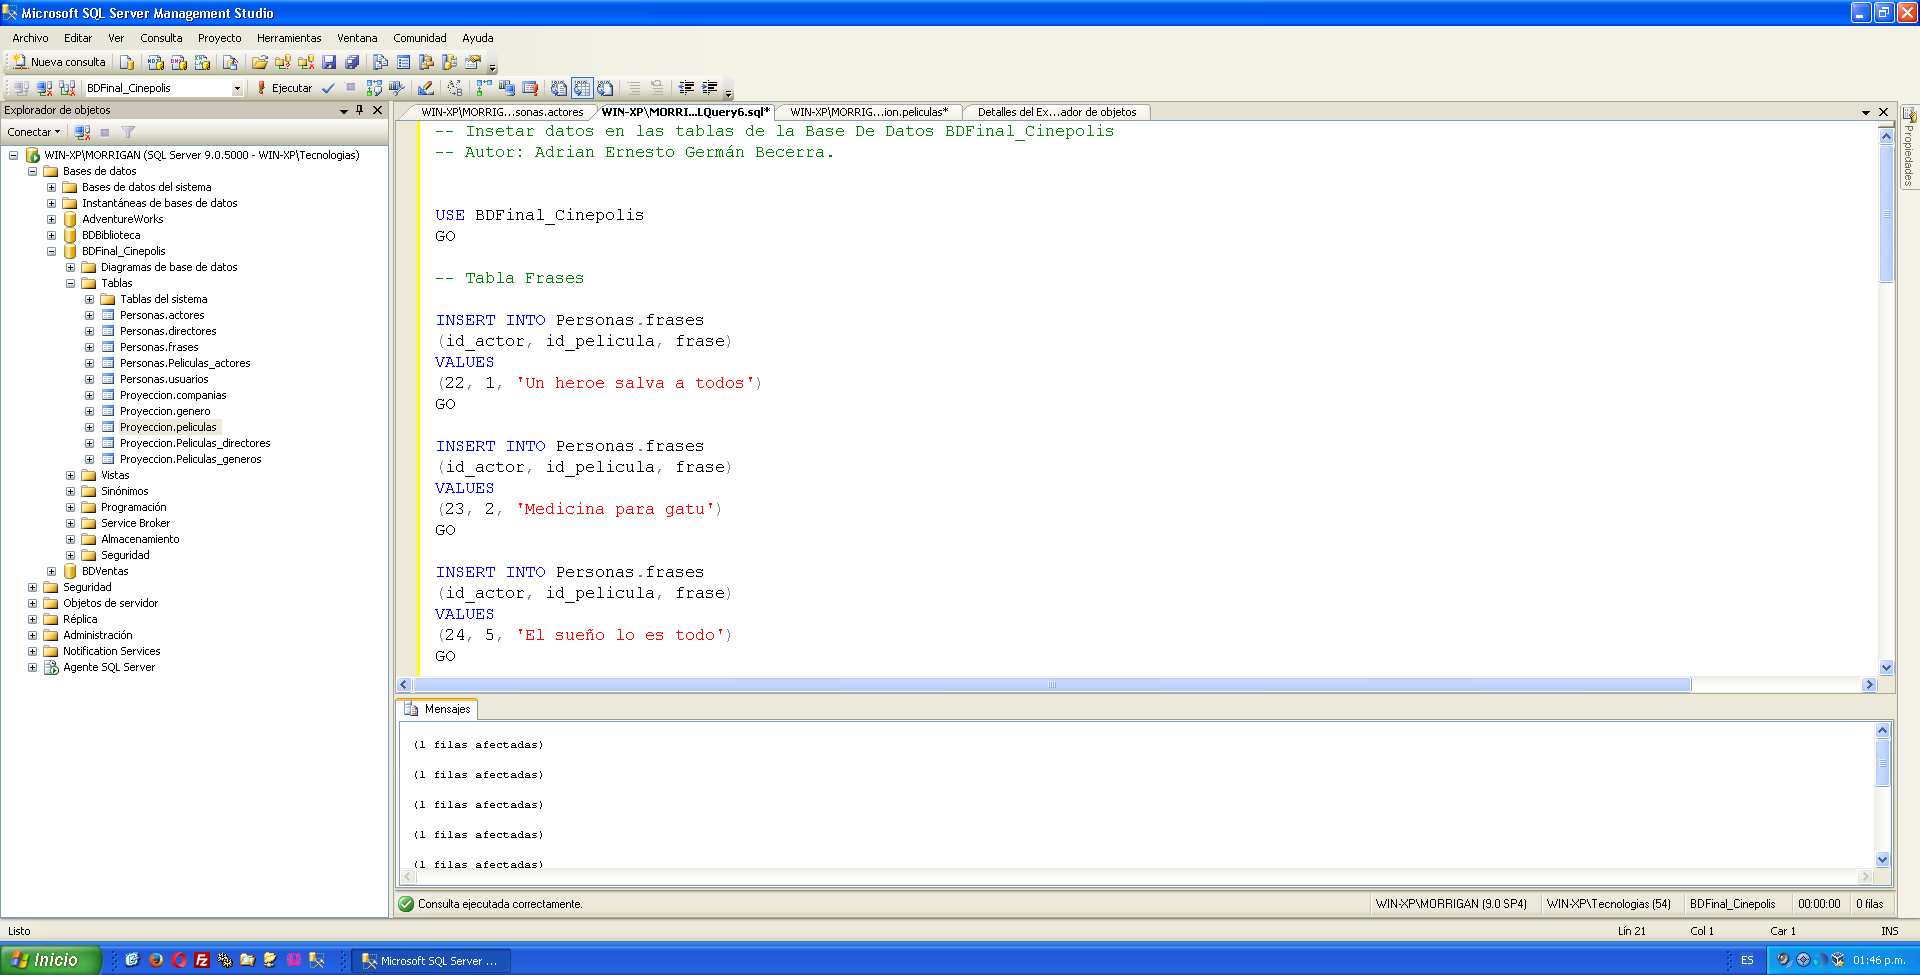 Microsoft SQL Server Management Studio
Archivo Editar Ver Consulta Proyecto Herramientas Ventana Comunidad Ayuda
Nueva consulta
BDFinal_Cinepolis Ejecutar
Explorador de objetos
Conectar
WIN-XP\MORRIGAN (SQL Server 9.0.5000 - WIN-XP\Tecnologias)
Bases de datos
Bases de datos del sistema
Instantáneas de bases de datos
AdventureWorks
BDBiblioteca
BDFinal_Cinepolis
Diagramas de base de datos
Tablas
Tablas del sistema
Personas.actores
Personas.directores
Personas.frases
Personas.Peliculas_actores
Personas.usuarios
Proyeccion.companias
Proyeccion.genero
Proyeccion.peliculas
Proyeccion.Peliculas_directores
Proyeccion.Peliculas_generos
Vistas
Sinónimos
Programación
Service Broker
Almacenamiento
Seguridad
BDVentas
Seguridad
Objetos de servidor
Réplica
Administración
Notification Services
Agente SQL Server
WIN-XP\MORRIG...sonas.actores WIN-XP\MORRI...LQuery6.sql* WIN-XP\MORRIG...ion.peliculas* Detalles del Ex...ador de objetos
-- Insetar datos en las tablas de la Base De Datos BDFinal_Cinepolis
-- Autor: Adrian Ernesto Germán Becerra.
USE BDFinal_Cinepolis
GO
-- Tabla Frases
INSERT INTO Personas.frases
(id_actor, id_pelicula, frase)
VALUES
(22, 1, 'Un heroe salva a todos')
GO
INSERT INTO Personas.frases
(id_actor, id_pelicula, frase)
VALUES
(23, 2, 'Medicina para gatu')
GO
INSERT INTO Personas.frases
(id_actor, id_pelicula, frase)
VALUES
(24, 5, 'El sueño lo es todo')
GO
Propiedades
Mensajes
(1 filas afectadas)
(1 filas afectadas)
(1 filas afectadas)
(1 filas afectadas)
(1 filas afectadas)
Consulta ejecutada correctamente. WIN-XP\MORRIGAN (9.0 SP4) WIN-XP\Tecnologias (54) BDFinal_Cinepolis 00:00:00 0 filas
Listo Lín 21 Col 1 Car 1 INS
Inicio Microsoft SQL Server ... ES 01:46 p.m.